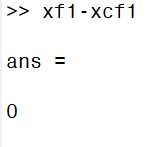 >> xf1-xcf1
ans =
0